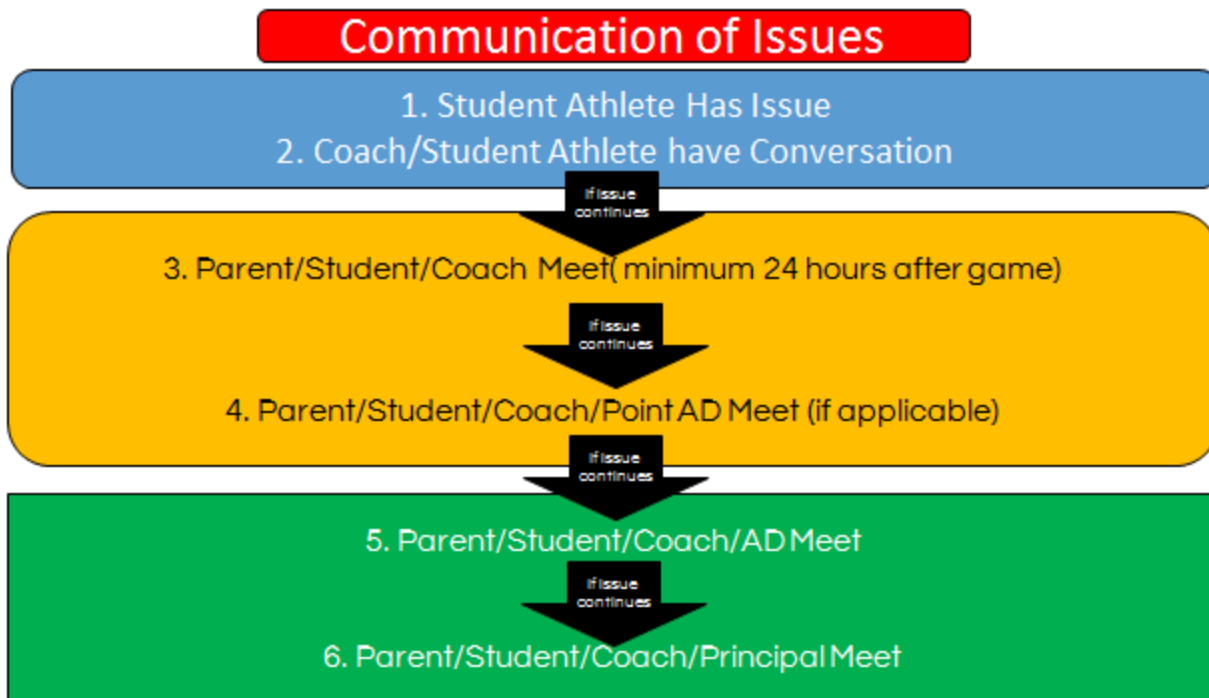 Communication of Issues
1. Student Athlete Has Issue
2. Coach/Student Athlete have Conversation
If issue
continues
3. Parent/Student/Coach Meet( minimum 24 hours after game)
If issue
continues
4. Parent/Student/Coach/Point AD Meet (if applicable)
If issue
continues
5. Parent/Student/Coach/AD Meet
If issue
continues
6. Parent/Student/Coach/Principal Meet